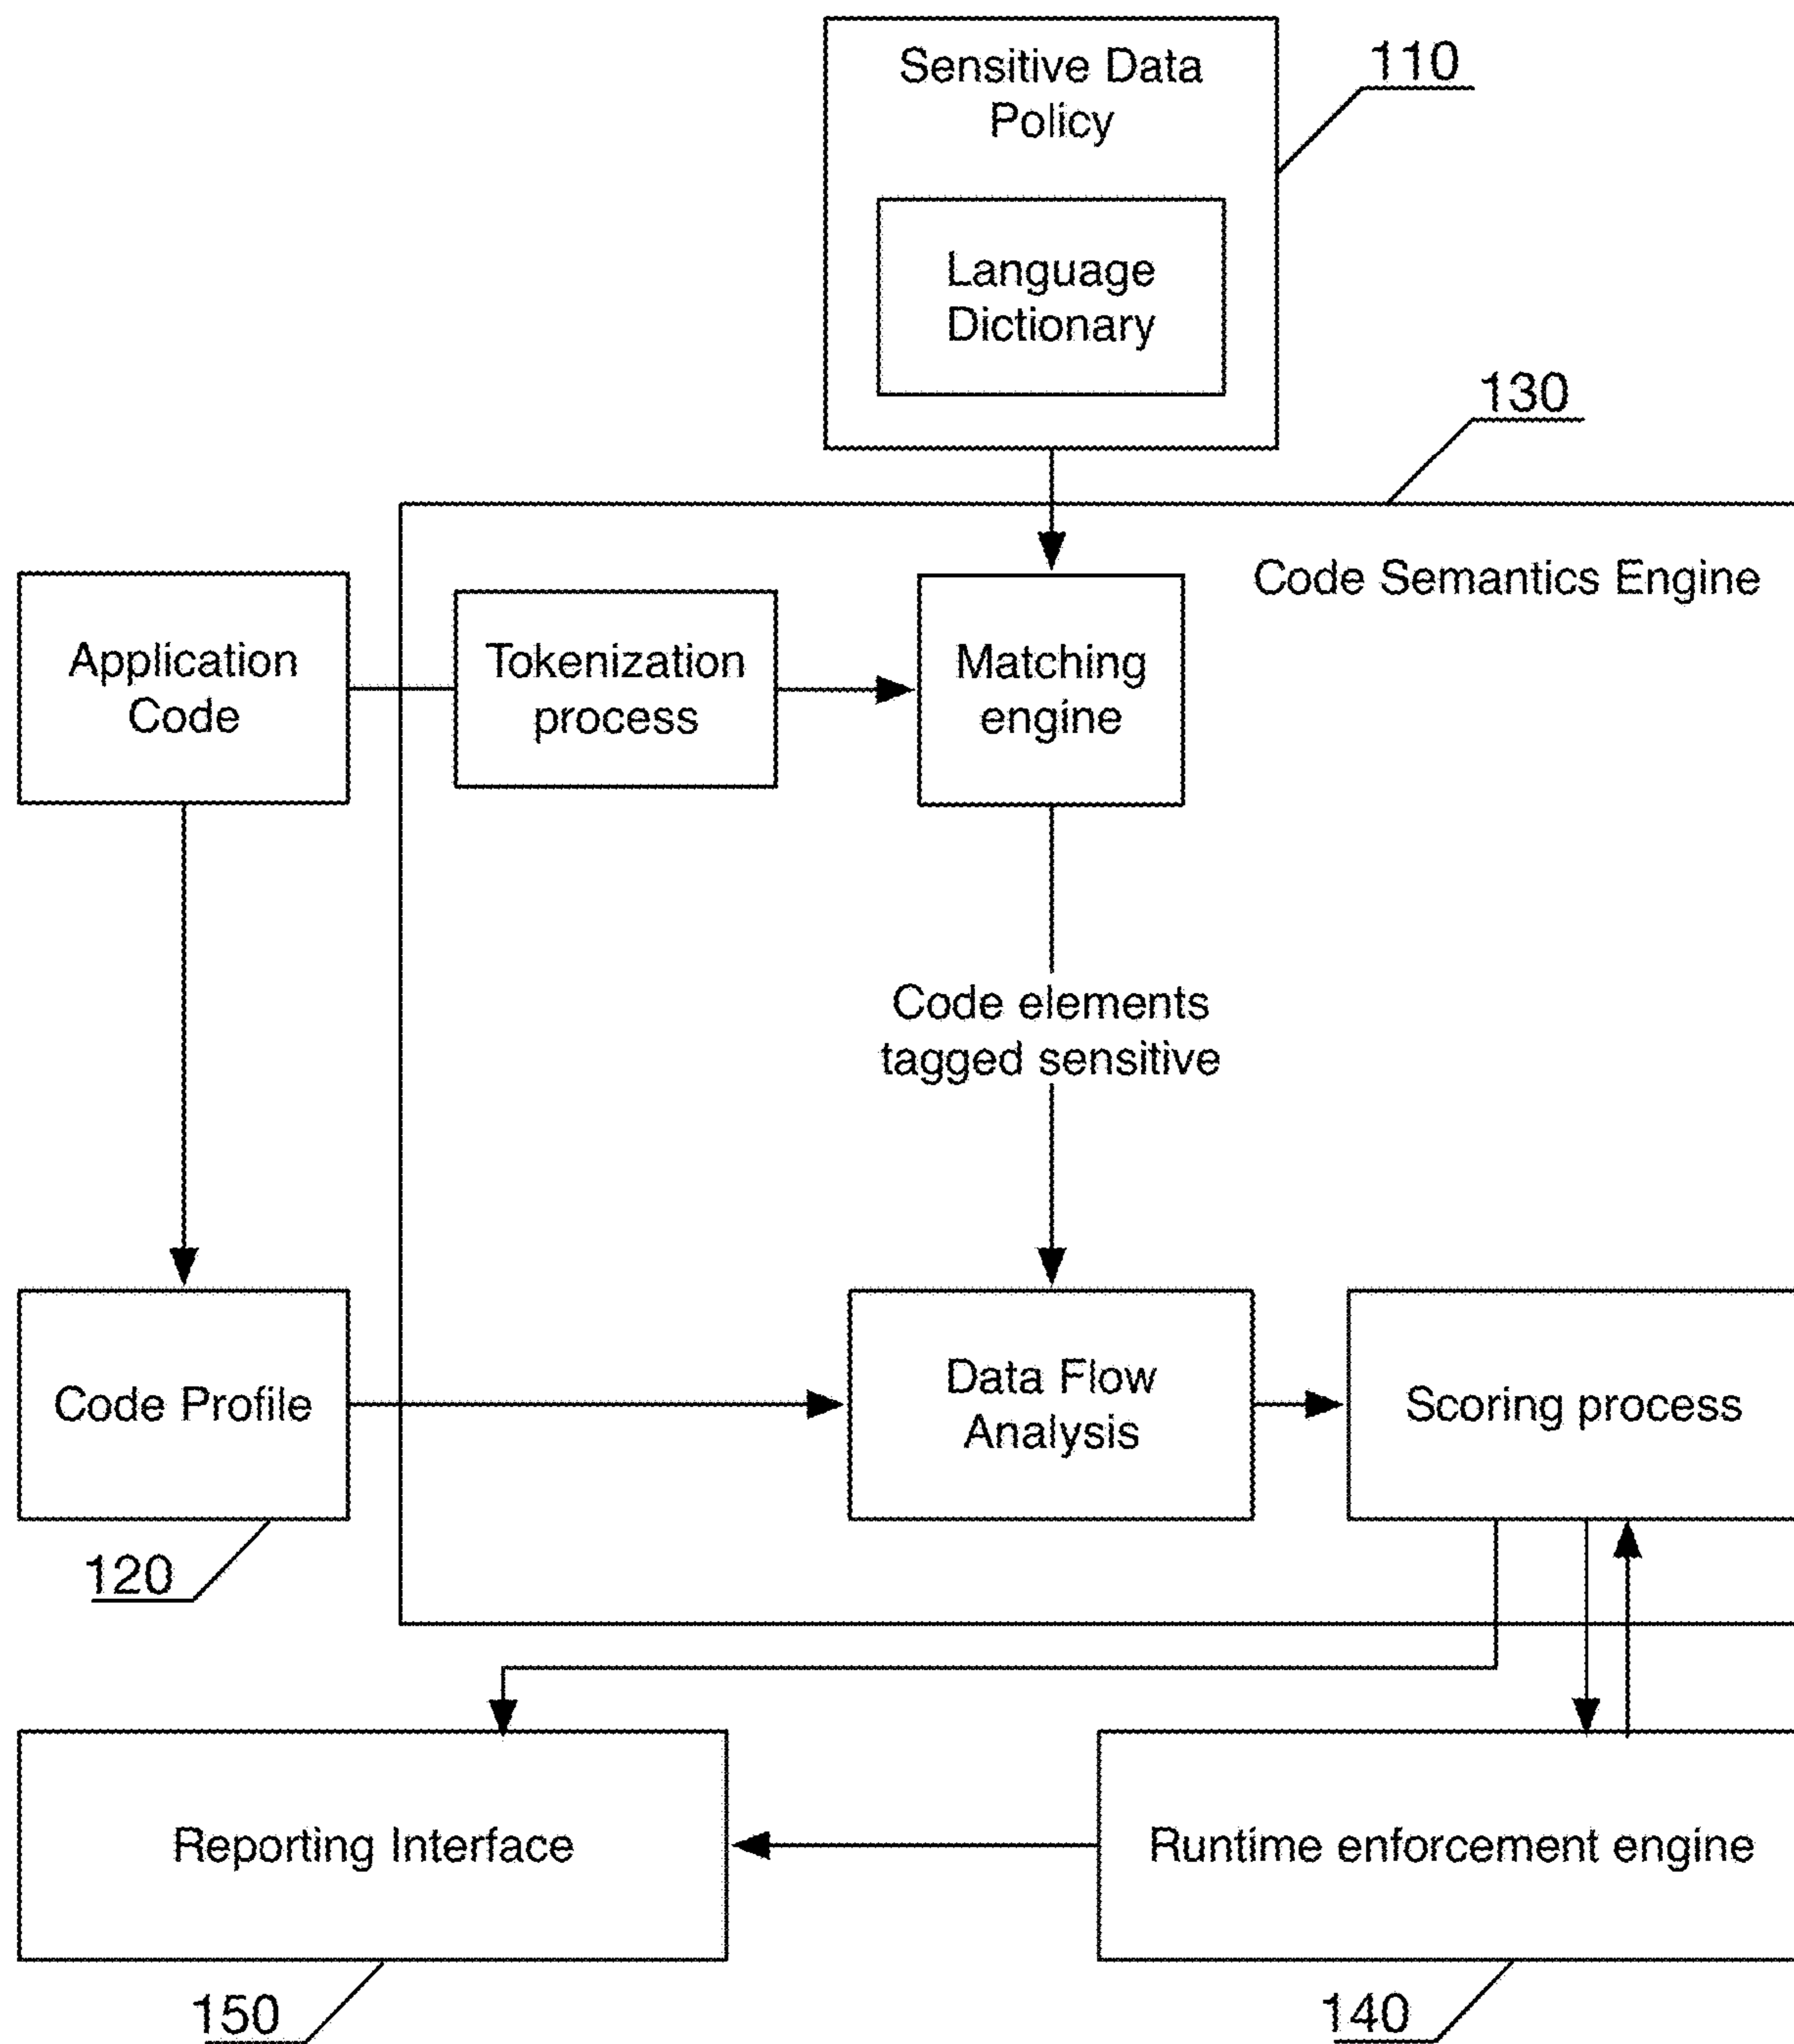 Sensitive Data
Policy
110
Language
Dictionary
130
Code Semantics Engine
Application
Code
Tokenization
process
Matching
engine
Code elements
tagged sensitive
Code Profile
Data Flow
Analysis
Scoring process
120
Reporting Interface
Runtime enforcement engine
150
140